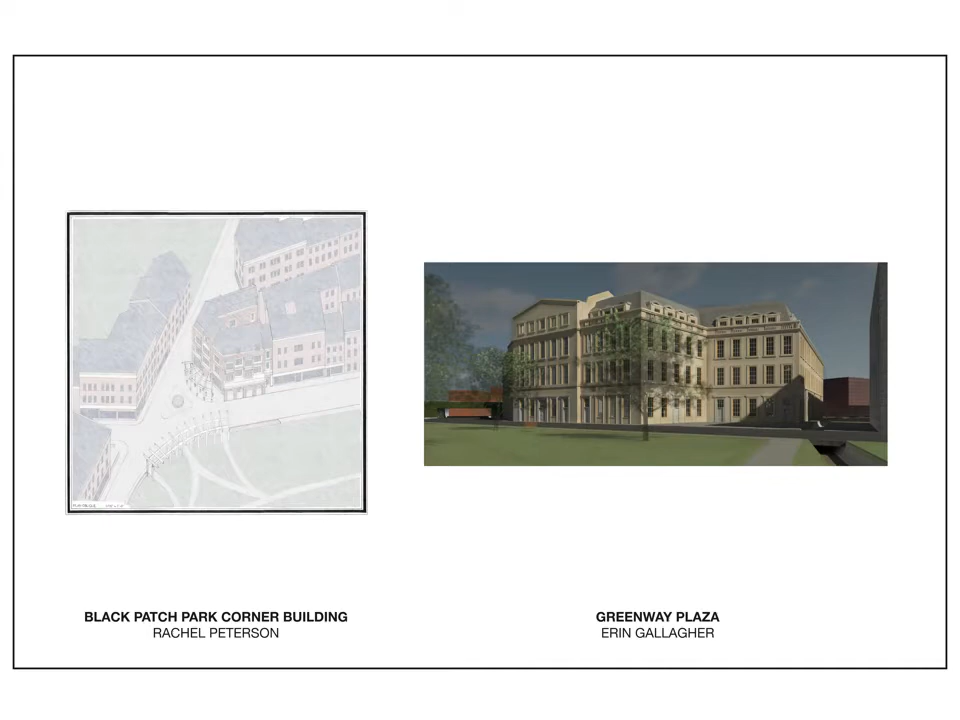 BLACK PATCH PARK CORNER BUILDING
RACHEL PETERSON
GREENWAY PLAZA
ERIN GALLAGHER